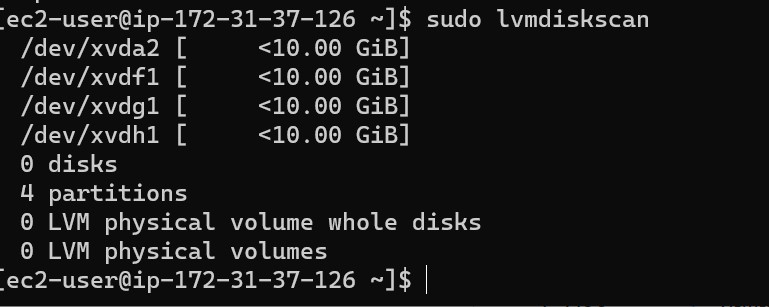 [ec2-user@ip-172-31-37-126 ~]$ sudo lvmdiskscan
  /dev/xvda2 [     <10.00 GiB]
  /dev/xvdf1 [     <10.00 GiB]
  /dev/xvdg1 [     <10.00 GiB]
  /dev/xvdh1 [     <10.00 GiB]
  0 disks
  4 partitions
  0 LVM physical volume whole disks
  0 LVM physical volumes
[ec2-user@ip-172-31-37-126 ~]$